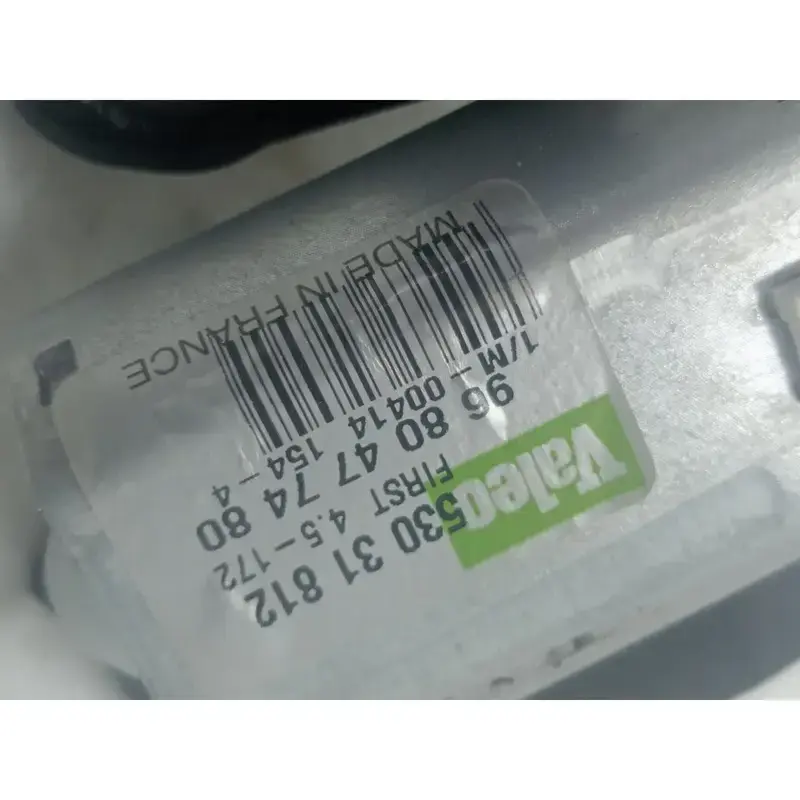 Valeo
530 31 812
FIRST 4.5-172
96 80 47 74 80
1/M - 00414 154 - 4
MADE IN FRANCE